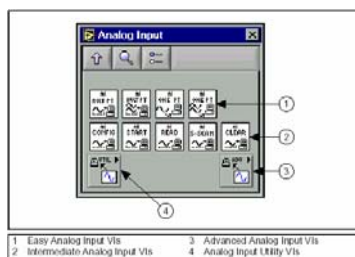 Analog Input
CONFIG START READ S-SCAN CLEAR
1
2
3
4
1 Easy Analog Input VIs 3 Advanced Analog Input VIs
2 Intermediate Analog Input VIs 4 Analog Input Utility VIs